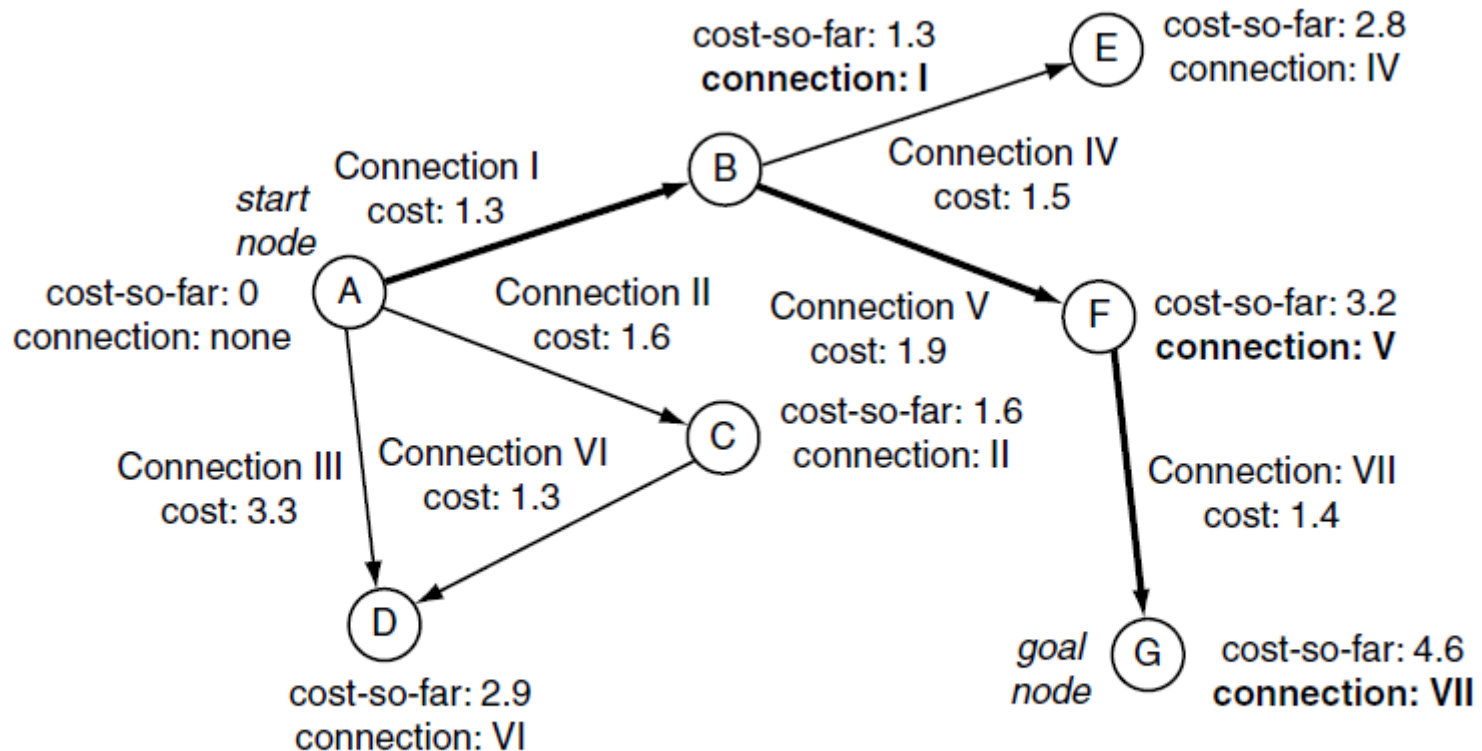 cost-so-far: 1.3
connection: I
E
cost-so-far: 2.8
connection: IV
Connection I
cost: 1.3
B
Connection IV
cost: 1.5
start
node
cost-so-far: 0
connection: none
A
Connection II
cost: 1.6
Connection V
cost: 1.9
F
cost-so-far: 3.2
connection: V
Connection III
cost: 3.3
Connection VI
cost: 1.3
C
cost-so-far: 1.6
connection: II
Connection: VII
cost: 1.4
D
cost-so-far: 2.9
connection: VI
goal
node
G
cost-so-far: 4.6
connection: VII